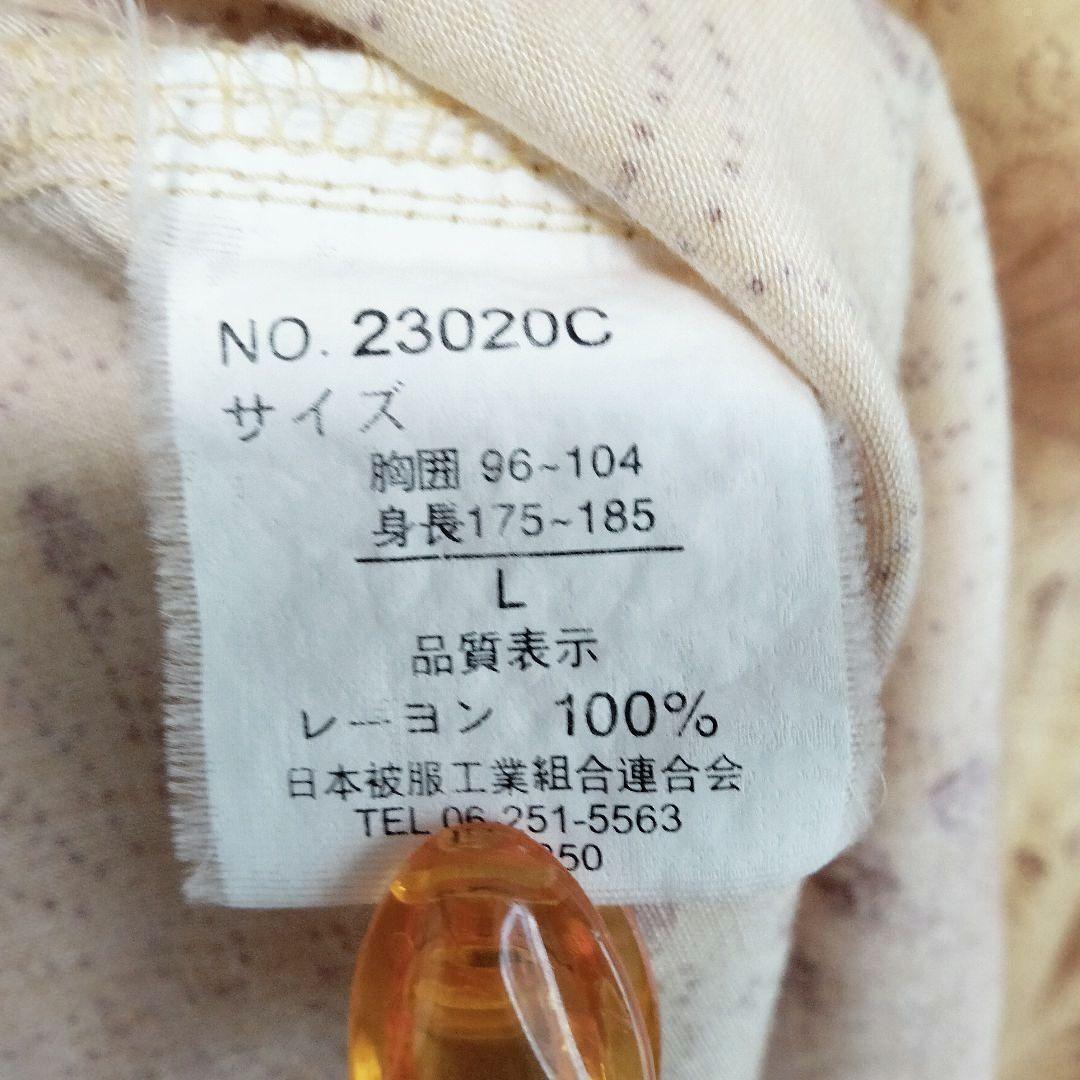 NO. 23020C
サイズ
胸囲 96~104
身長175~185
L
品質表示
レーヨン 100%
日本被服工業組合連合会
TEL 06-251-5563